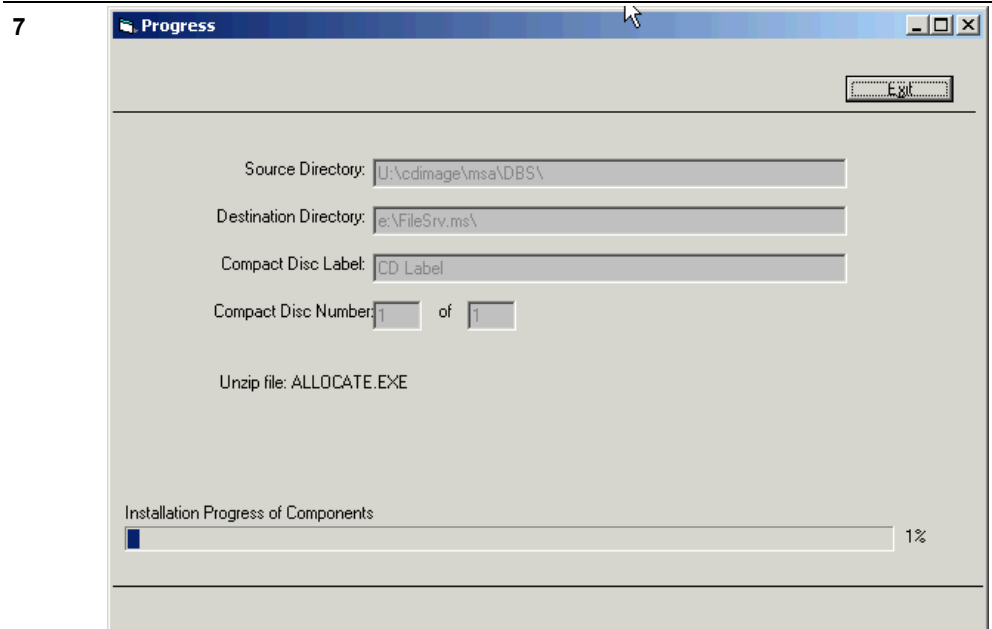 7
Progress
Exit
Source Directory: U:\cdimage\msa\DBS\
Destination Directory: e:\FileSrv.ms\
Compact Disc Label: CD Label
Compact Disc Number: 1 of 1
Unzip file: ALLOCATE.EXE
Installation Progress of Components
1%